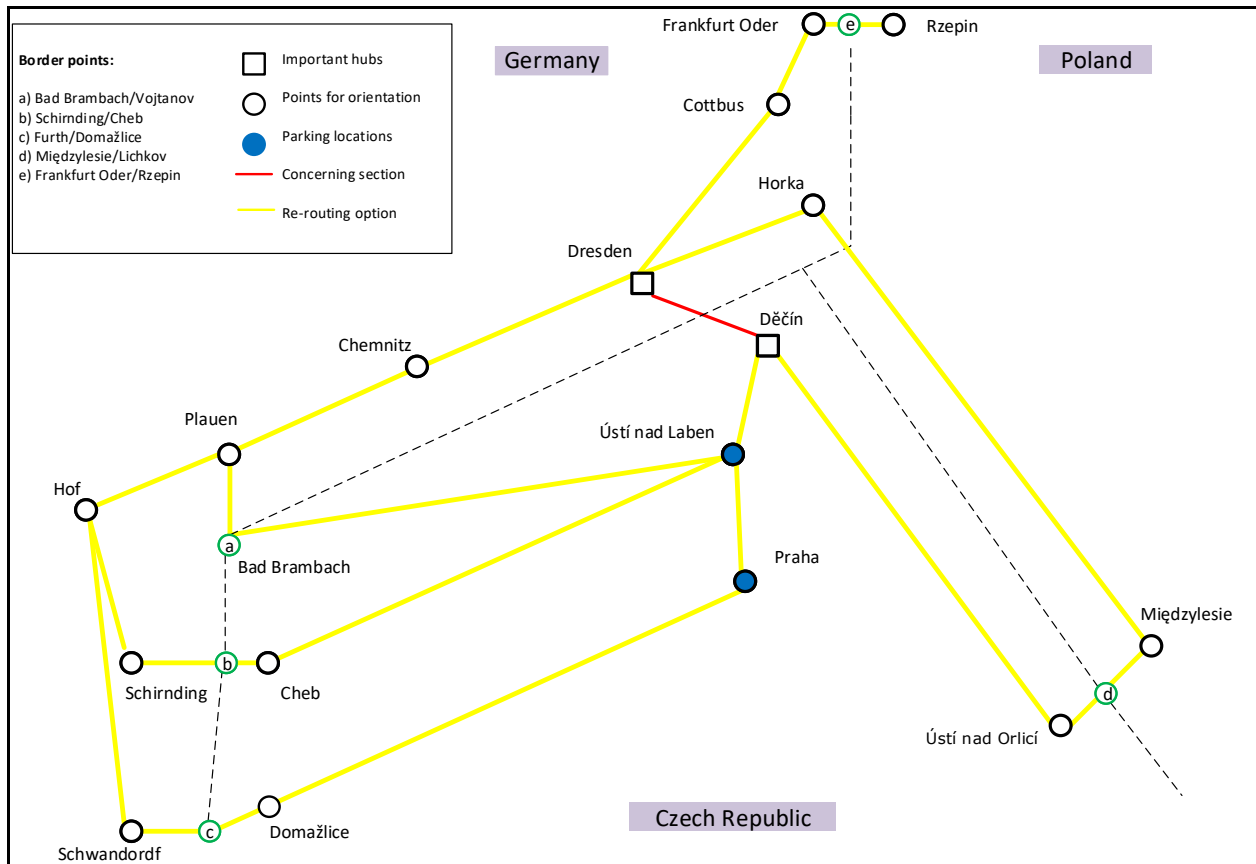 Border points:
a) Bad Brambach/Vojtanov
b) Schirnding/Cheb
c) Furth/Domažlice
d) Międzylesie/Lichkov
e) Frankfurt Oder/Rzepin
Important hubs
Points for orientation
Parking locations
Concerning section
Re-routing option
Germany
Poland
Frankfurt Oder
e
Rzepin
Cottbus
Horka
Dresden
Děčín
Chemnitz
Plauen
Ústí nad Laben
Hof
a
Bad Brambach
Praha
Międzylesie
b
Schirnding
Cheb
d
Ústí nad Orlicí
c
Domažlice
Czech Republic
Schwandordf